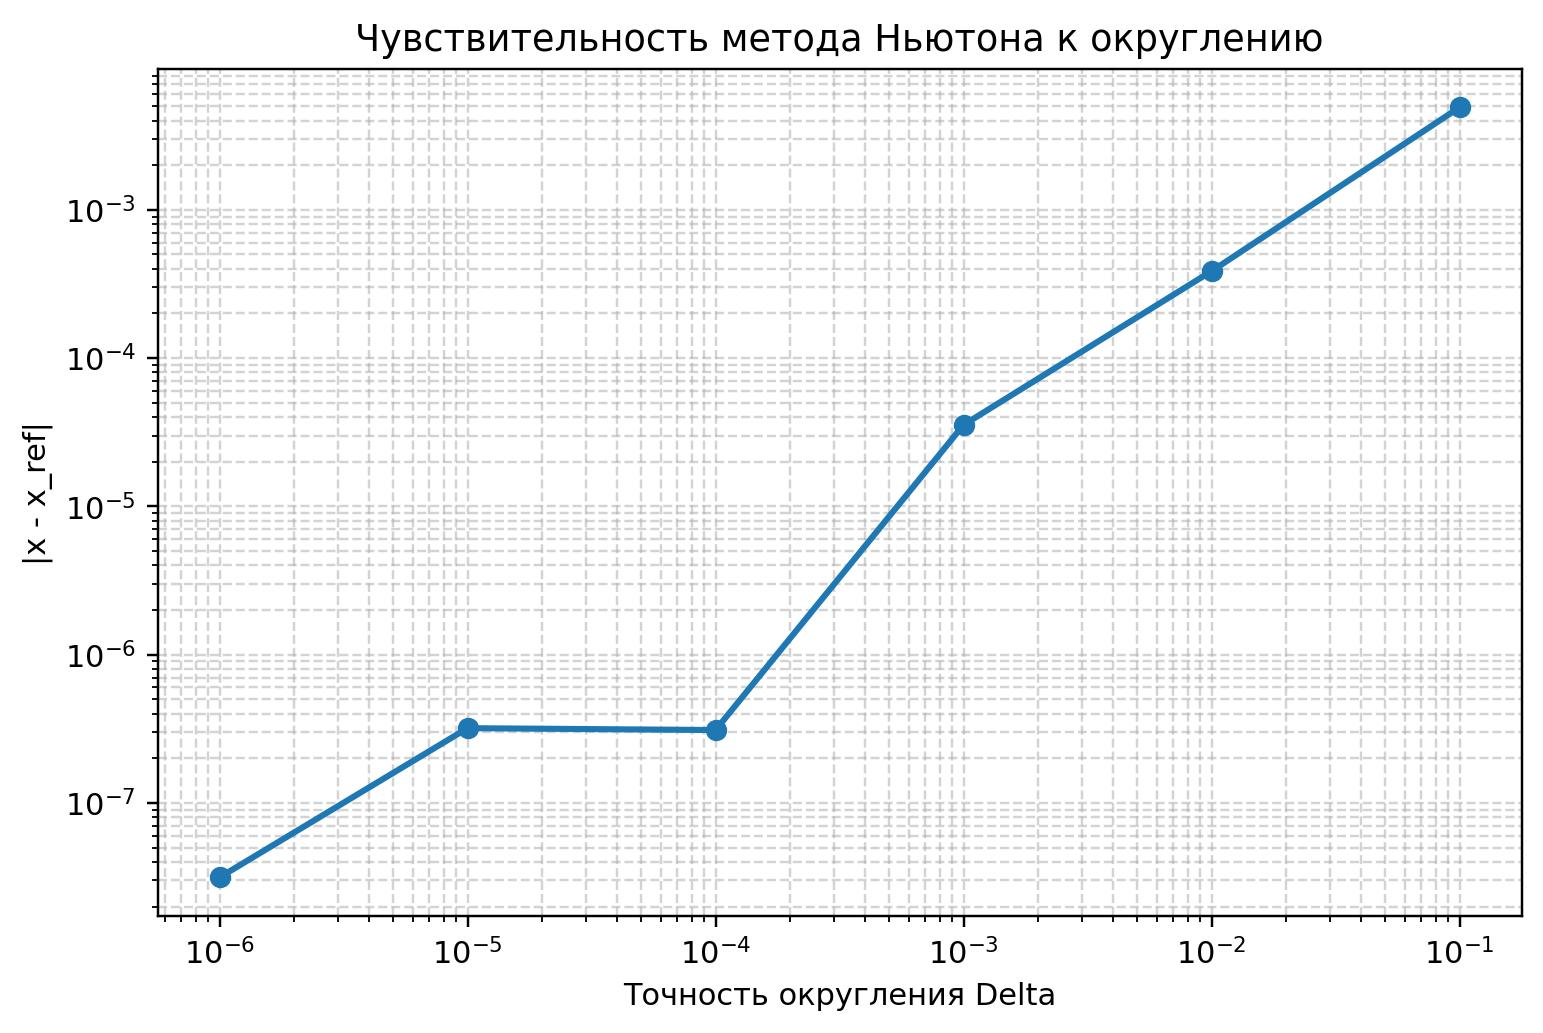 Чувствительность метода Ньютона к округлению
|x - x_ref|
10⁻³
10⁻⁴
10⁻⁵
10⁻⁶
10⁻⁷
10⁻⁶ 10⁻⁵ 10⁻⁴ 10⁻³ 10⁻² 10⁻¹
Точность округления Delta